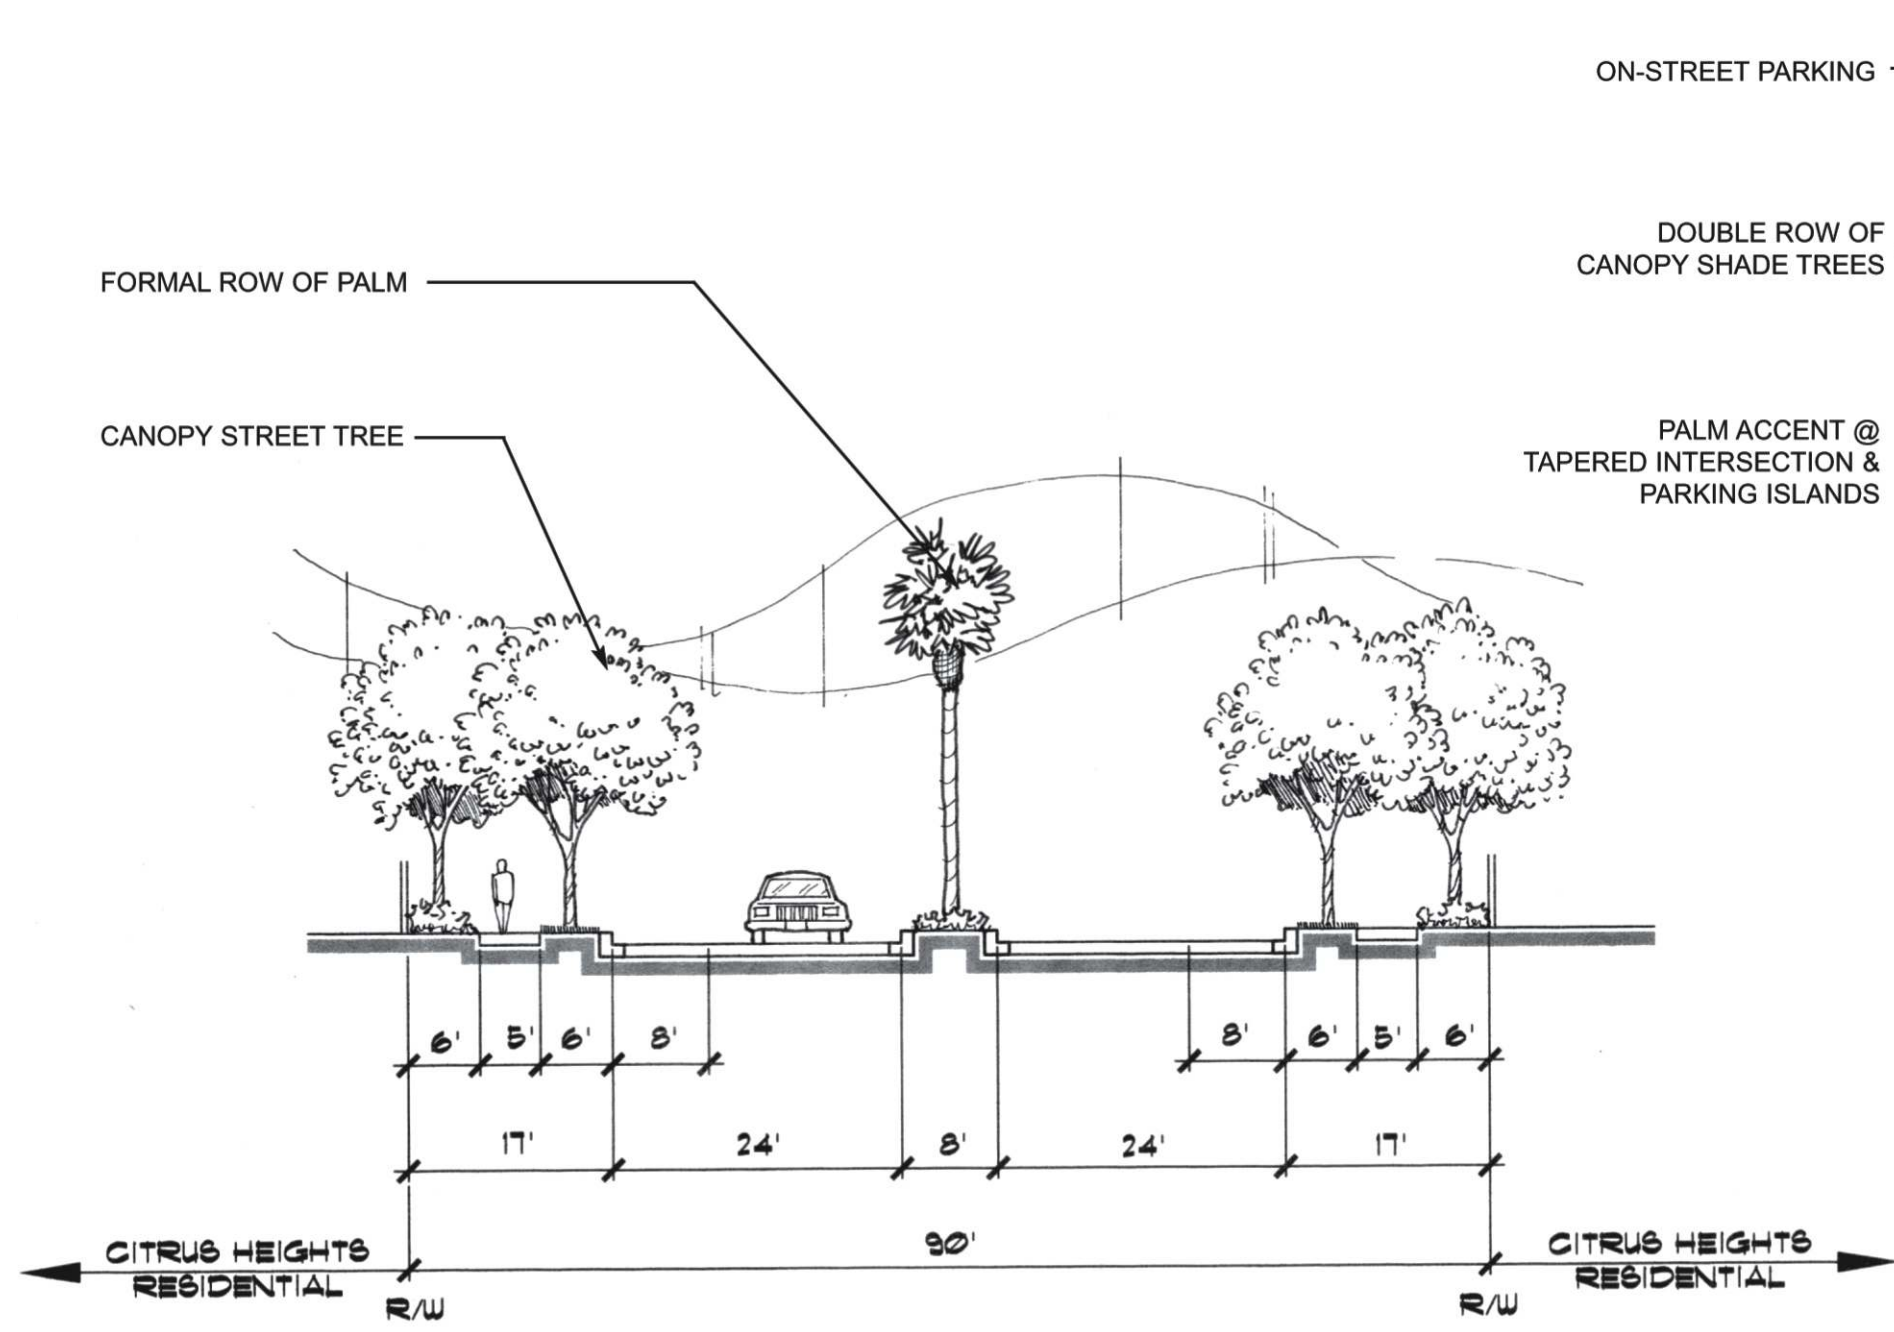 ON-STREET PARKING
DOUBLE ROW OF
CANOPY SHADE TREES
FORMAL ROW OF PALM
CANOPY STREET TREE
PALM ACCENT @
TAPERED INTERSECTION &
PARKING ISLANDS
6' 5' 6' 8' 8' 6' 5' 6'
17' 24' 8' 24' 17'
90'
CITRUS HEIGHTS
RESIDENTIAL
R/W
CITRUS HEIGHTS
RESIDENTIAL
R/W